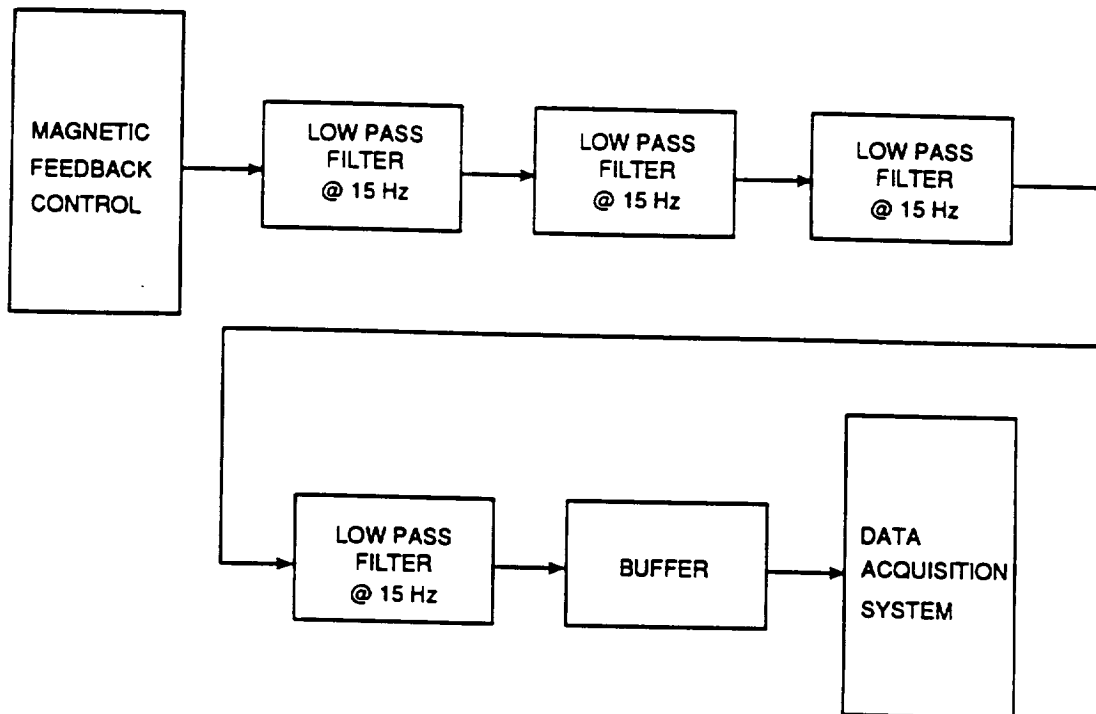 MAGNETIC
FEEDBACK
CONTROL
LOW PASS
FILTER
@ 15 Hz
LOW PASS
FILTER
@ 15 Hz
LOW PASS
FILTER
@ 15 Hz
LOW PASS
FILTER
@ 15 Hz
BUFFER
DATA
ACQUISITION
SYSTEM